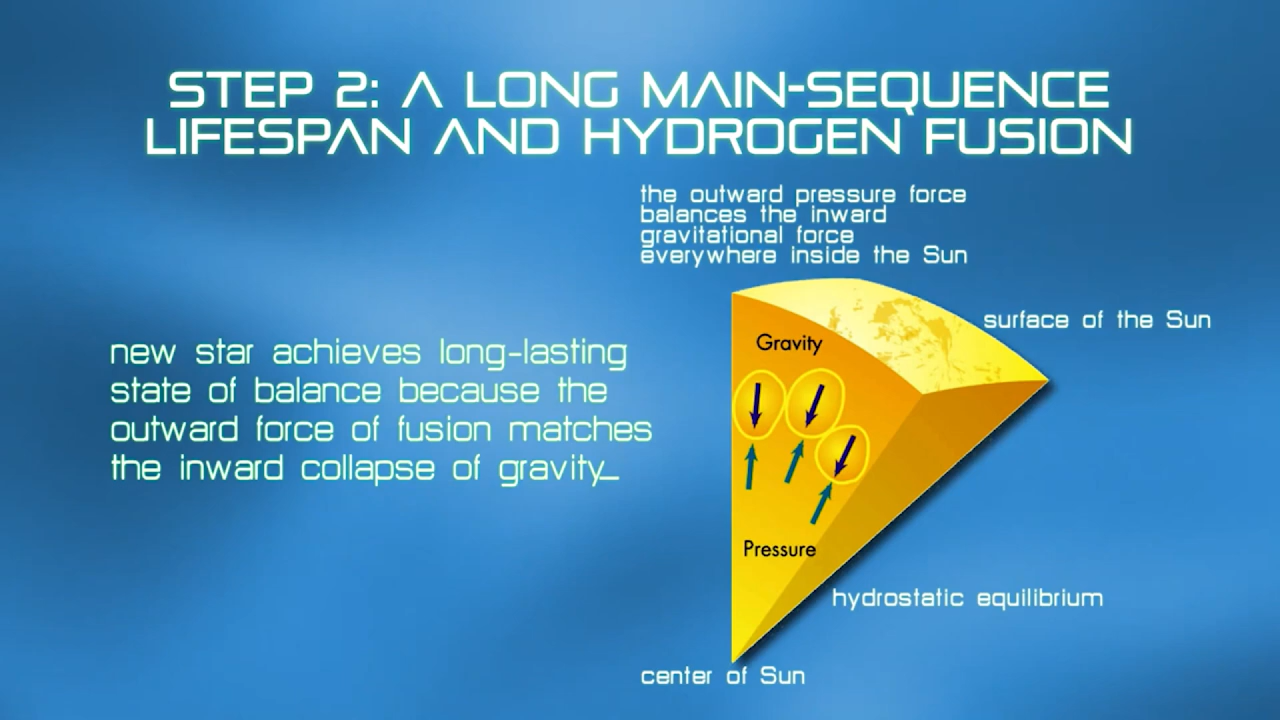 STEP 2: A LONG MAIN-SEQUENCE
LIFESPAN AND HYDROGEN FUSION
the outward pressure force
balances the inward
gravitational force
everywhere inside the Sun
surface of the Sun
Gravity
new star achieves long-lasting
state of balance because the
outward force of fusion matches
the inward collapse of gravity_
Pressure
hydrostatic equilibrium
center of Sun